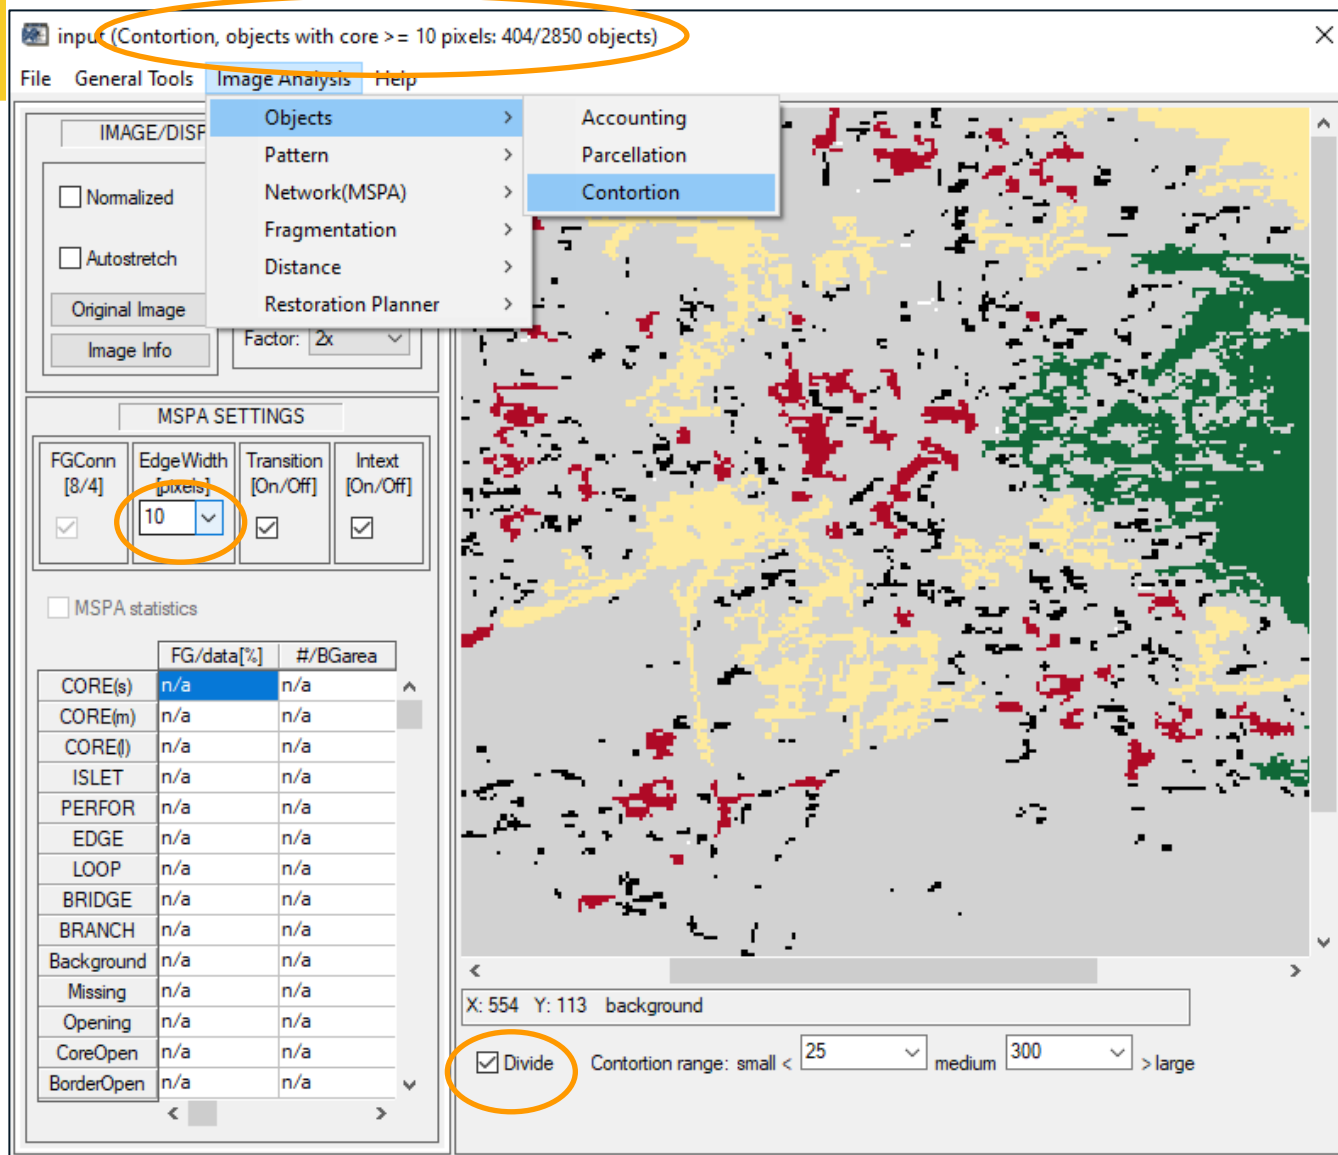 input (Contortion, objects with core >= 10 pixels: 404/2850 objects)
File General Tools Image Analysis Help
Objects
Pattern
Network(MSPA)
Fragmentation
Distance
Restoration Planner
Accounting
Parcellation
Contortion
IMAGE/DISP
Normalized
Autostretch
Original Image
Image Info
Factor: 2x
MSPA SETTINGS
FGConn [8/4]
EdgeWidth [pixels]
10
Transition [On/Off]
Intext [On/Off]
MSPA statistics
FG/data[%] #/BGarea
CORE(s) n/a n/a
CORE(m) n/a n/a
CORE(l) n/a n/a
ISLET n/a n/a
PERFOR n/a n/a
EDGE n/a n/a
LOOP n/a n/a
BRIDGE n/a n/a
BRANCH n/a n/a
Background n/a n/a
Missing n/a n/a
Opening n/a n/a
CoreOpen n/a n/a
BorderOpen n/a n/a
X: 554 Y: 113 background
Divide Contortion range: small < 25 medium 300 > large